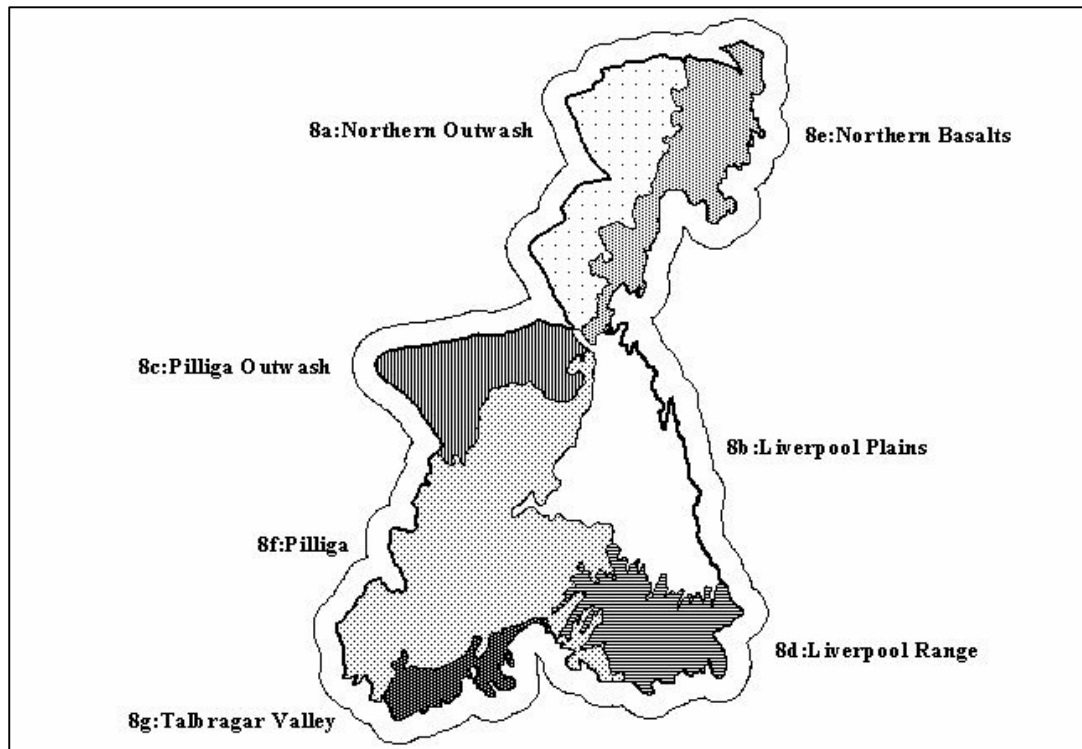 8a:Northern Outwash
8e:Northern Basalts
8c:Pilliga Outwash
8b:Liverpool Plains
8f:Pilliga
8d:Liverpool Range
8g:Talbragar Valley